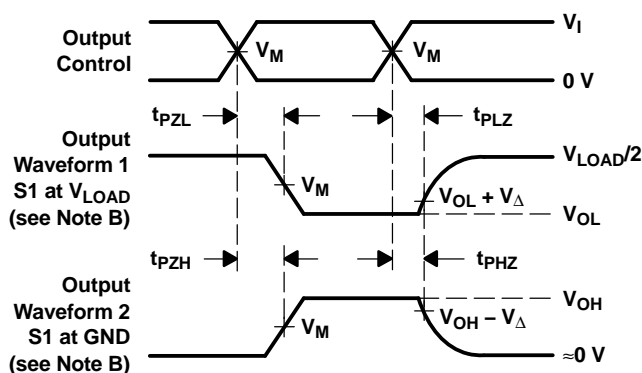 Output
Control
V_M
V_M
V_I
0 V
t_PZL
t_PLZ
Output
Waveform 1
S1 at V_LOAD
(see Note B)
V_M
V_LOAD/2
V_OL + V_Δ
V_OL
t_PZH
t_PHZ
Output
Waveform 2
S1 at GND
(see Note B)
V_M
V_OH
V_OH − V_Δ
≈0 V